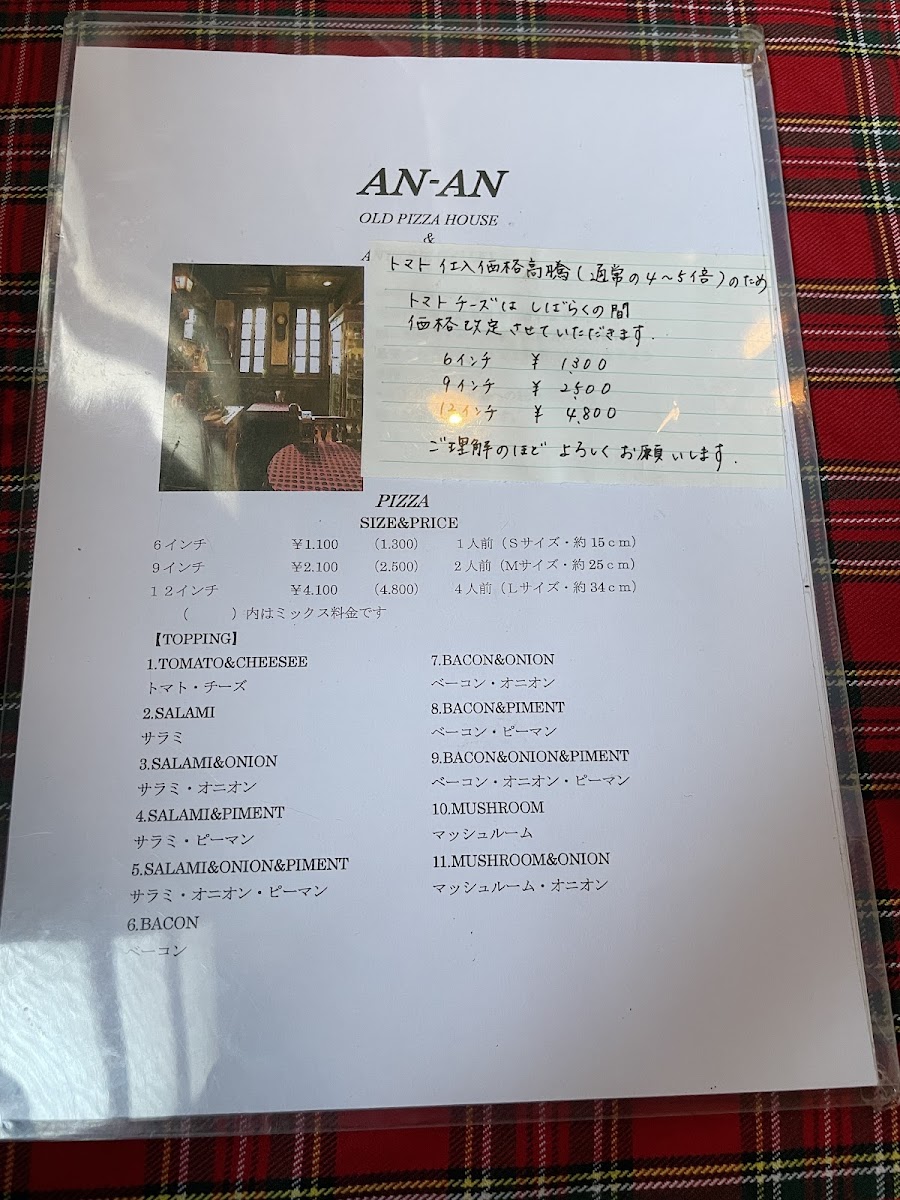 AN-AN
OLD PIZZA HOUSE
&
トマト仕入価格高騰(通常の4～5倍)のため
トマトチーズは しばらくの間
価格改定させていただきます.
6インチ ¥ 1,300
9インチ ¥ 2,500
12インチ ¥ 4,800
ご理解のほど よろしくお願いします.
PIZZA
SIZE&PRICE
6インチ ¥1.100 (1.300) 1人前(Sサイズ・約15cm)
9インチ ¥2.100 (2.500) 2人前(Mサイズ・約25cm)
12インチ ¥4.100 (4.800) 4人前(Lサイズ・約34cm)
(　　)内はミックス料金です
【TOPPING】
1.TOMATO&CHEESEE
トマト・チーズ
2.SALAMI
サラミ
3.SALAMI&ONION
サラミ・オニオン
4.SALAMI&PIMENT
サラミ・ピーマン
5.SALAMI&ONION&PIMENT
サラミ・オニオン・ピーマン
6.BACON
ベーコン
7.BACON&ONION
ベーコン・オニオン
8.BACON&PIMENT
ベーコン・ピーマン
9.BACON&ONION&PIMENT
ベーコン・オニオン・ピーマン
10.MUSHROOM
マッシュルーム
11.MUSHROOM&ONION
マッシュルーム・オニオン